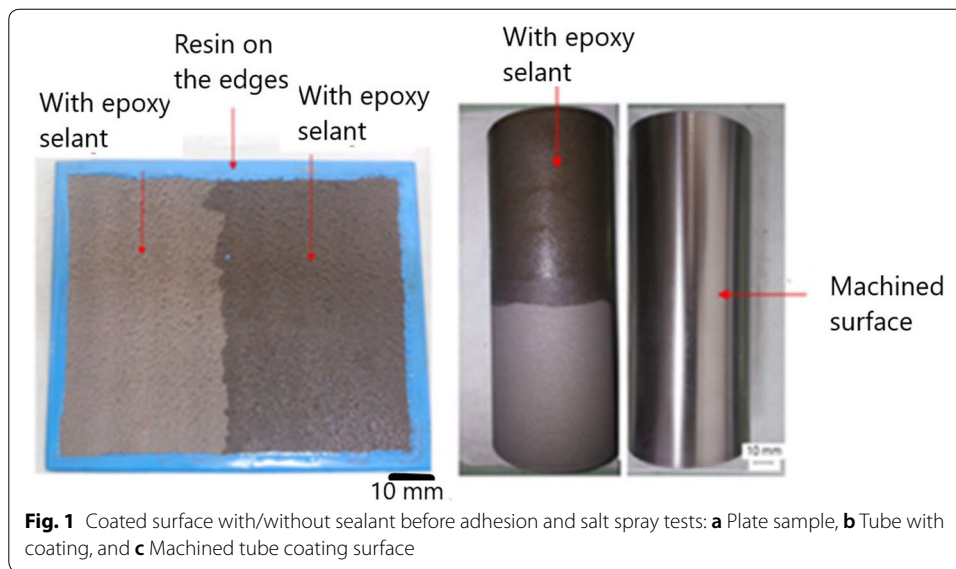 Resin on
the edges
With epoxy
selant
With epoxy
selant
With epoxy
selant
Machined
surface
10 mm
10 mm
Fig. 1 Coated surface with/without sealant before adhesion and salt spray tests: a Plate sample, b Tube with
coating, and c Machined tube coating surface